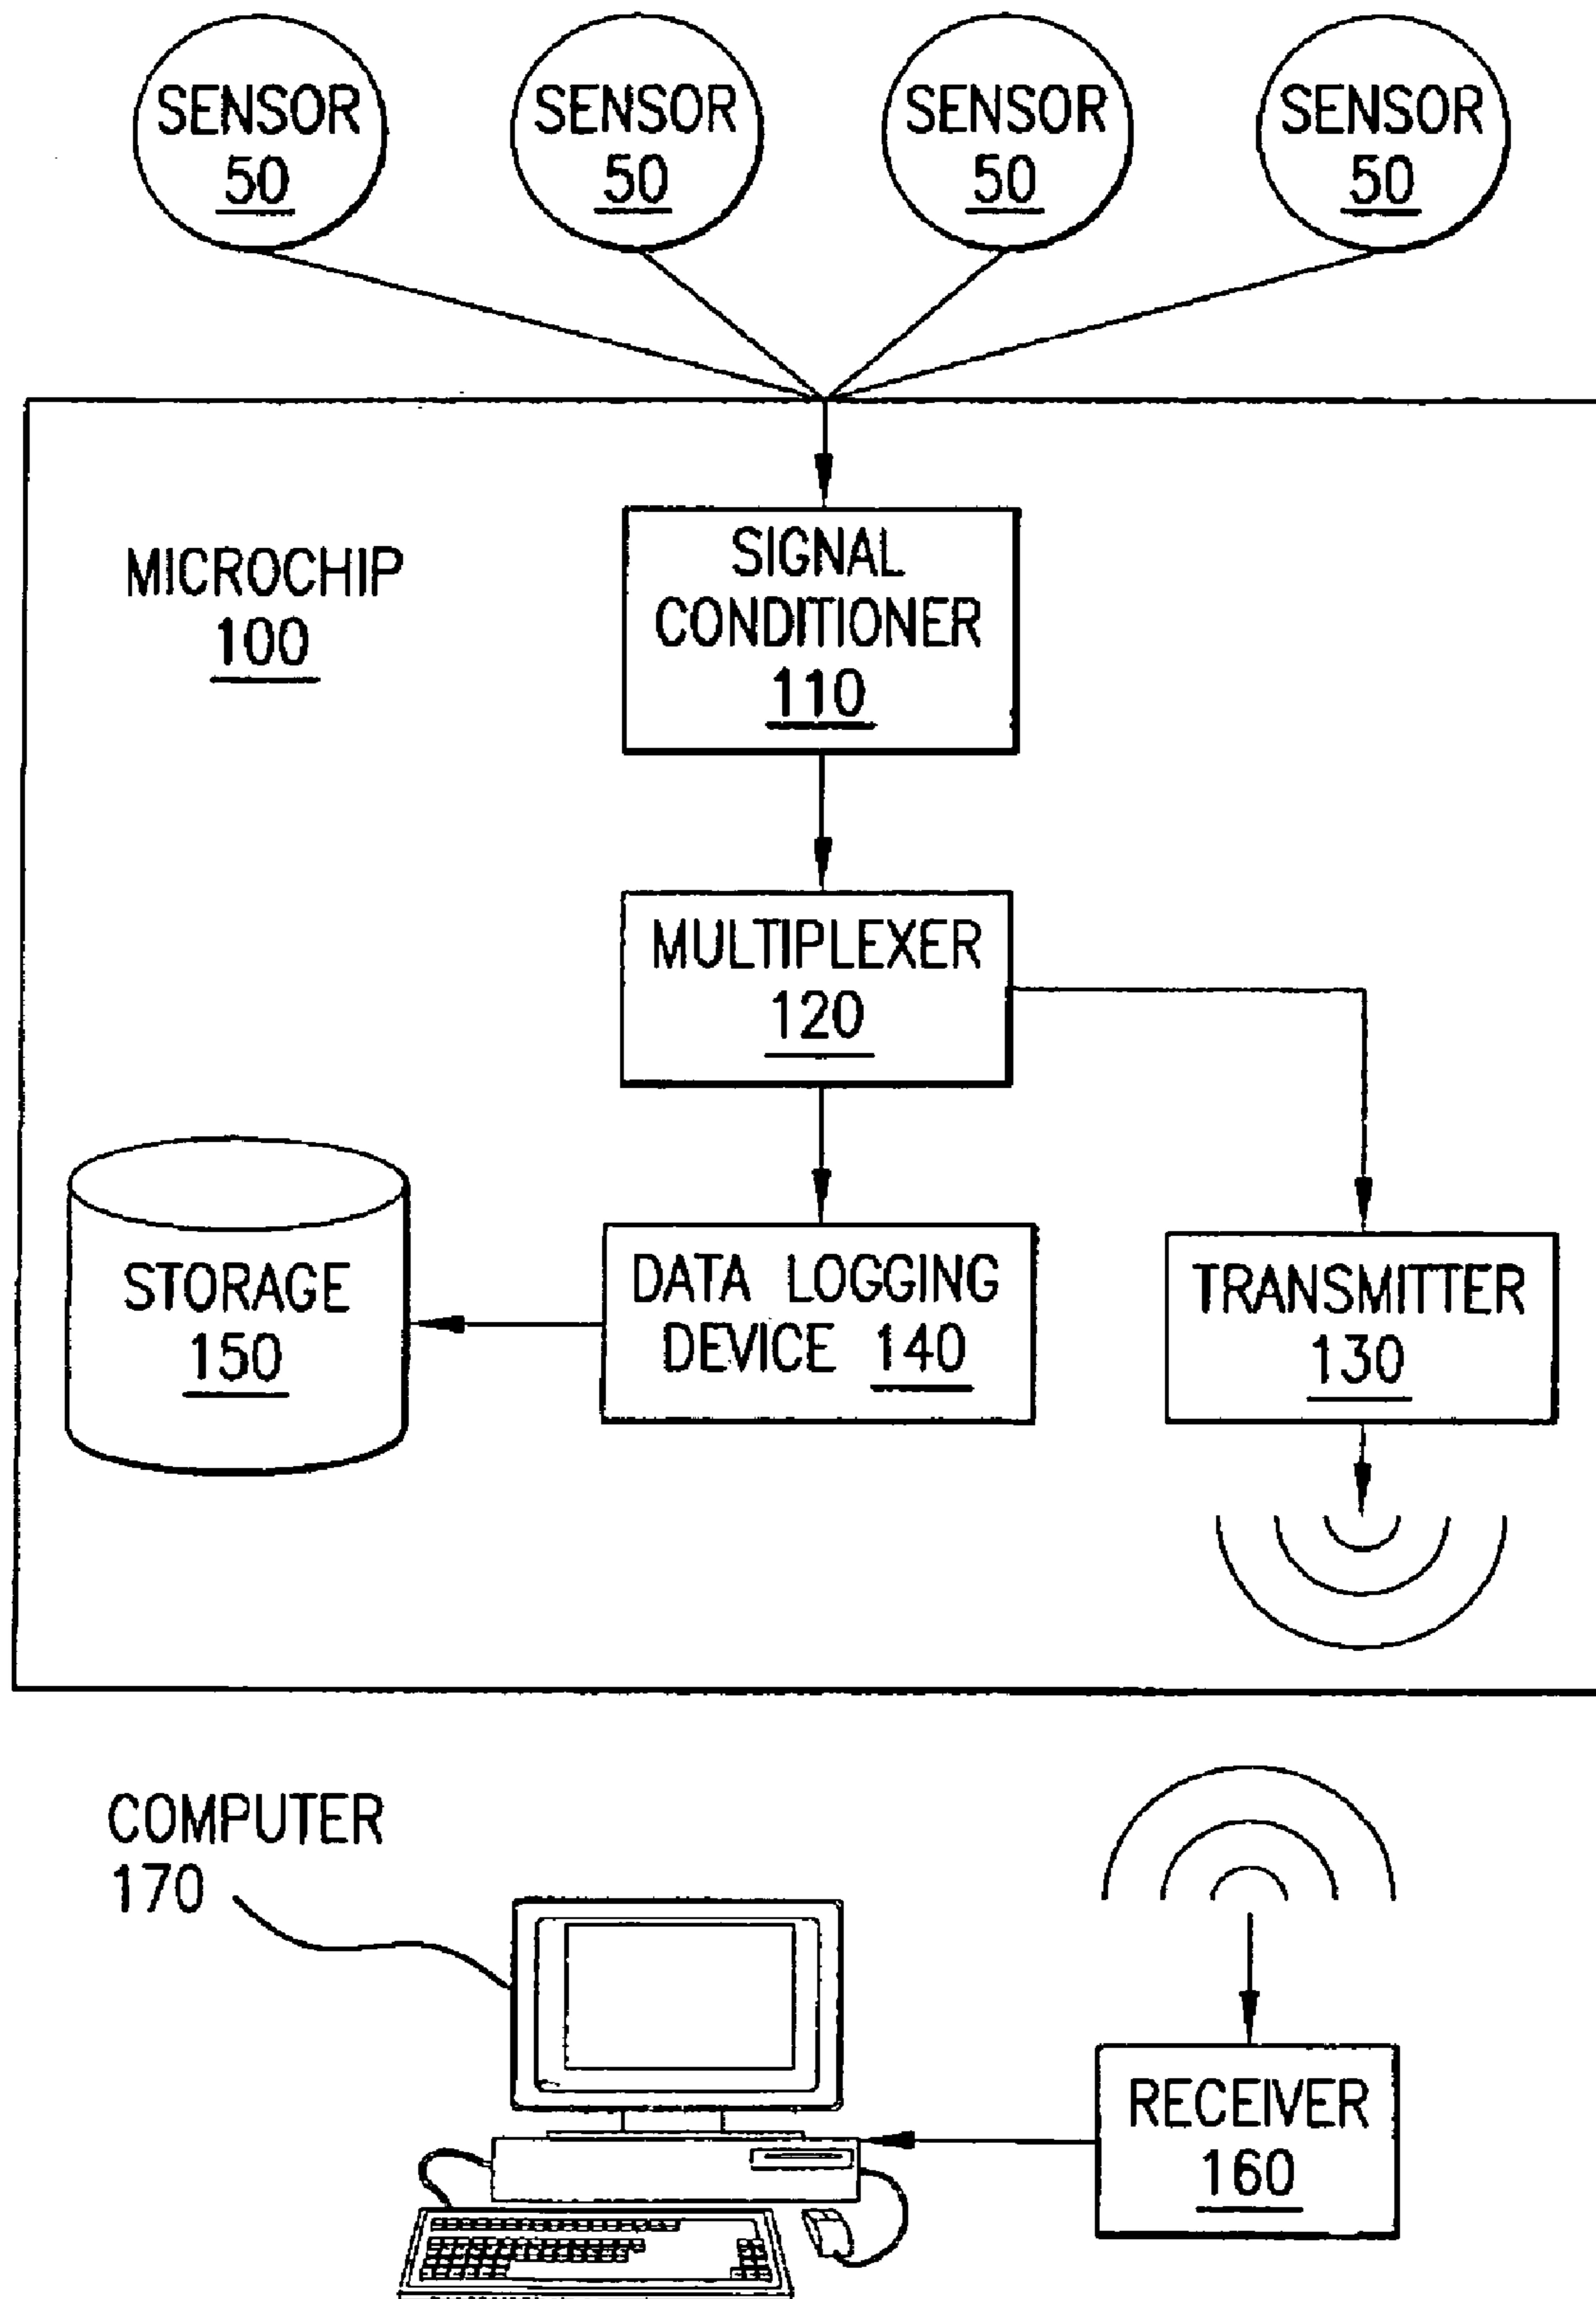 SENSOR
50
SENSOR
50
SENSOR
50
SENSOR
50
MICROCHIP
100
SIGNAL
CONDITIONER
110
MULTIPLEXER
120
STORAGE
150
DATA LOGGING
DEVICE 140
TRANSMITTER
130
COMPUTER
170
RECEIVER
160